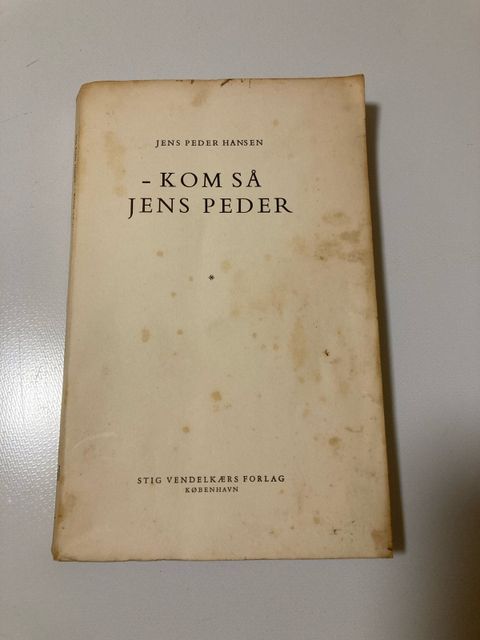 JENS PEDER HANSEN
– KOM SÅ
JENS PEDER
*
STIG VENDELKÆRS FORLAG
KØBENHAVN